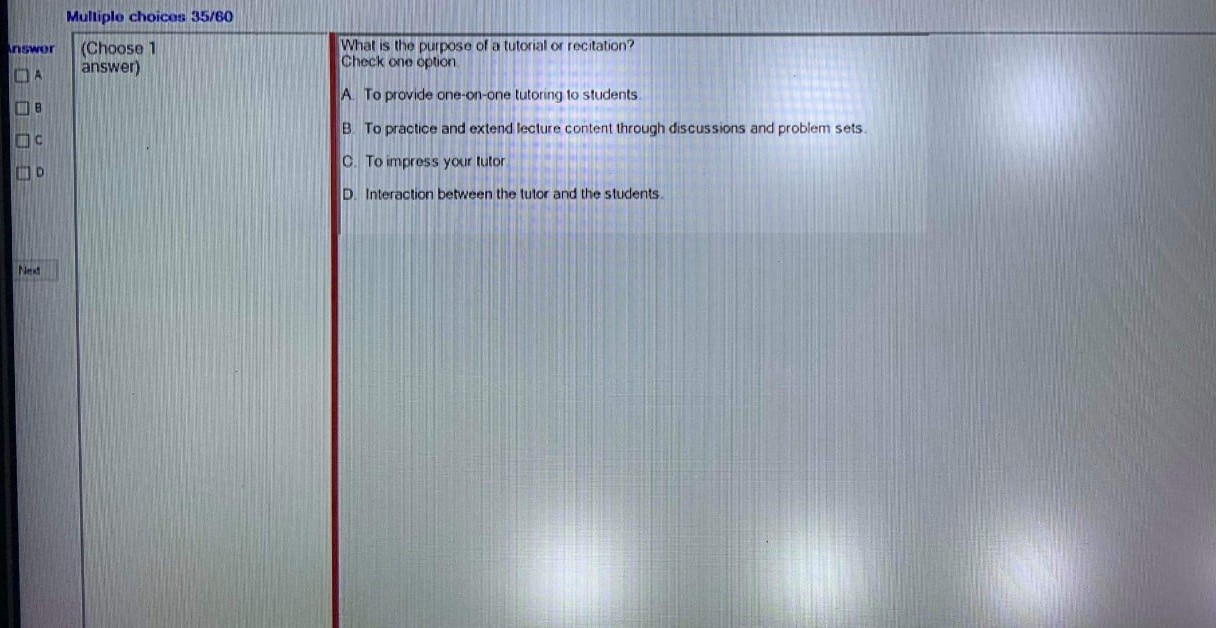 Multiple choices 35/60
Answer
A
B
C
D
Next
(Choose 1
answer)
What is the purpose of a tutorial or recitation?
Check one option.
A. To provide one-on-one tutoring to students.
B. To practice and extend lecture content through discussions and problem sets.
C. To impress your tutor.
D. Interaction between the tutor and the students.